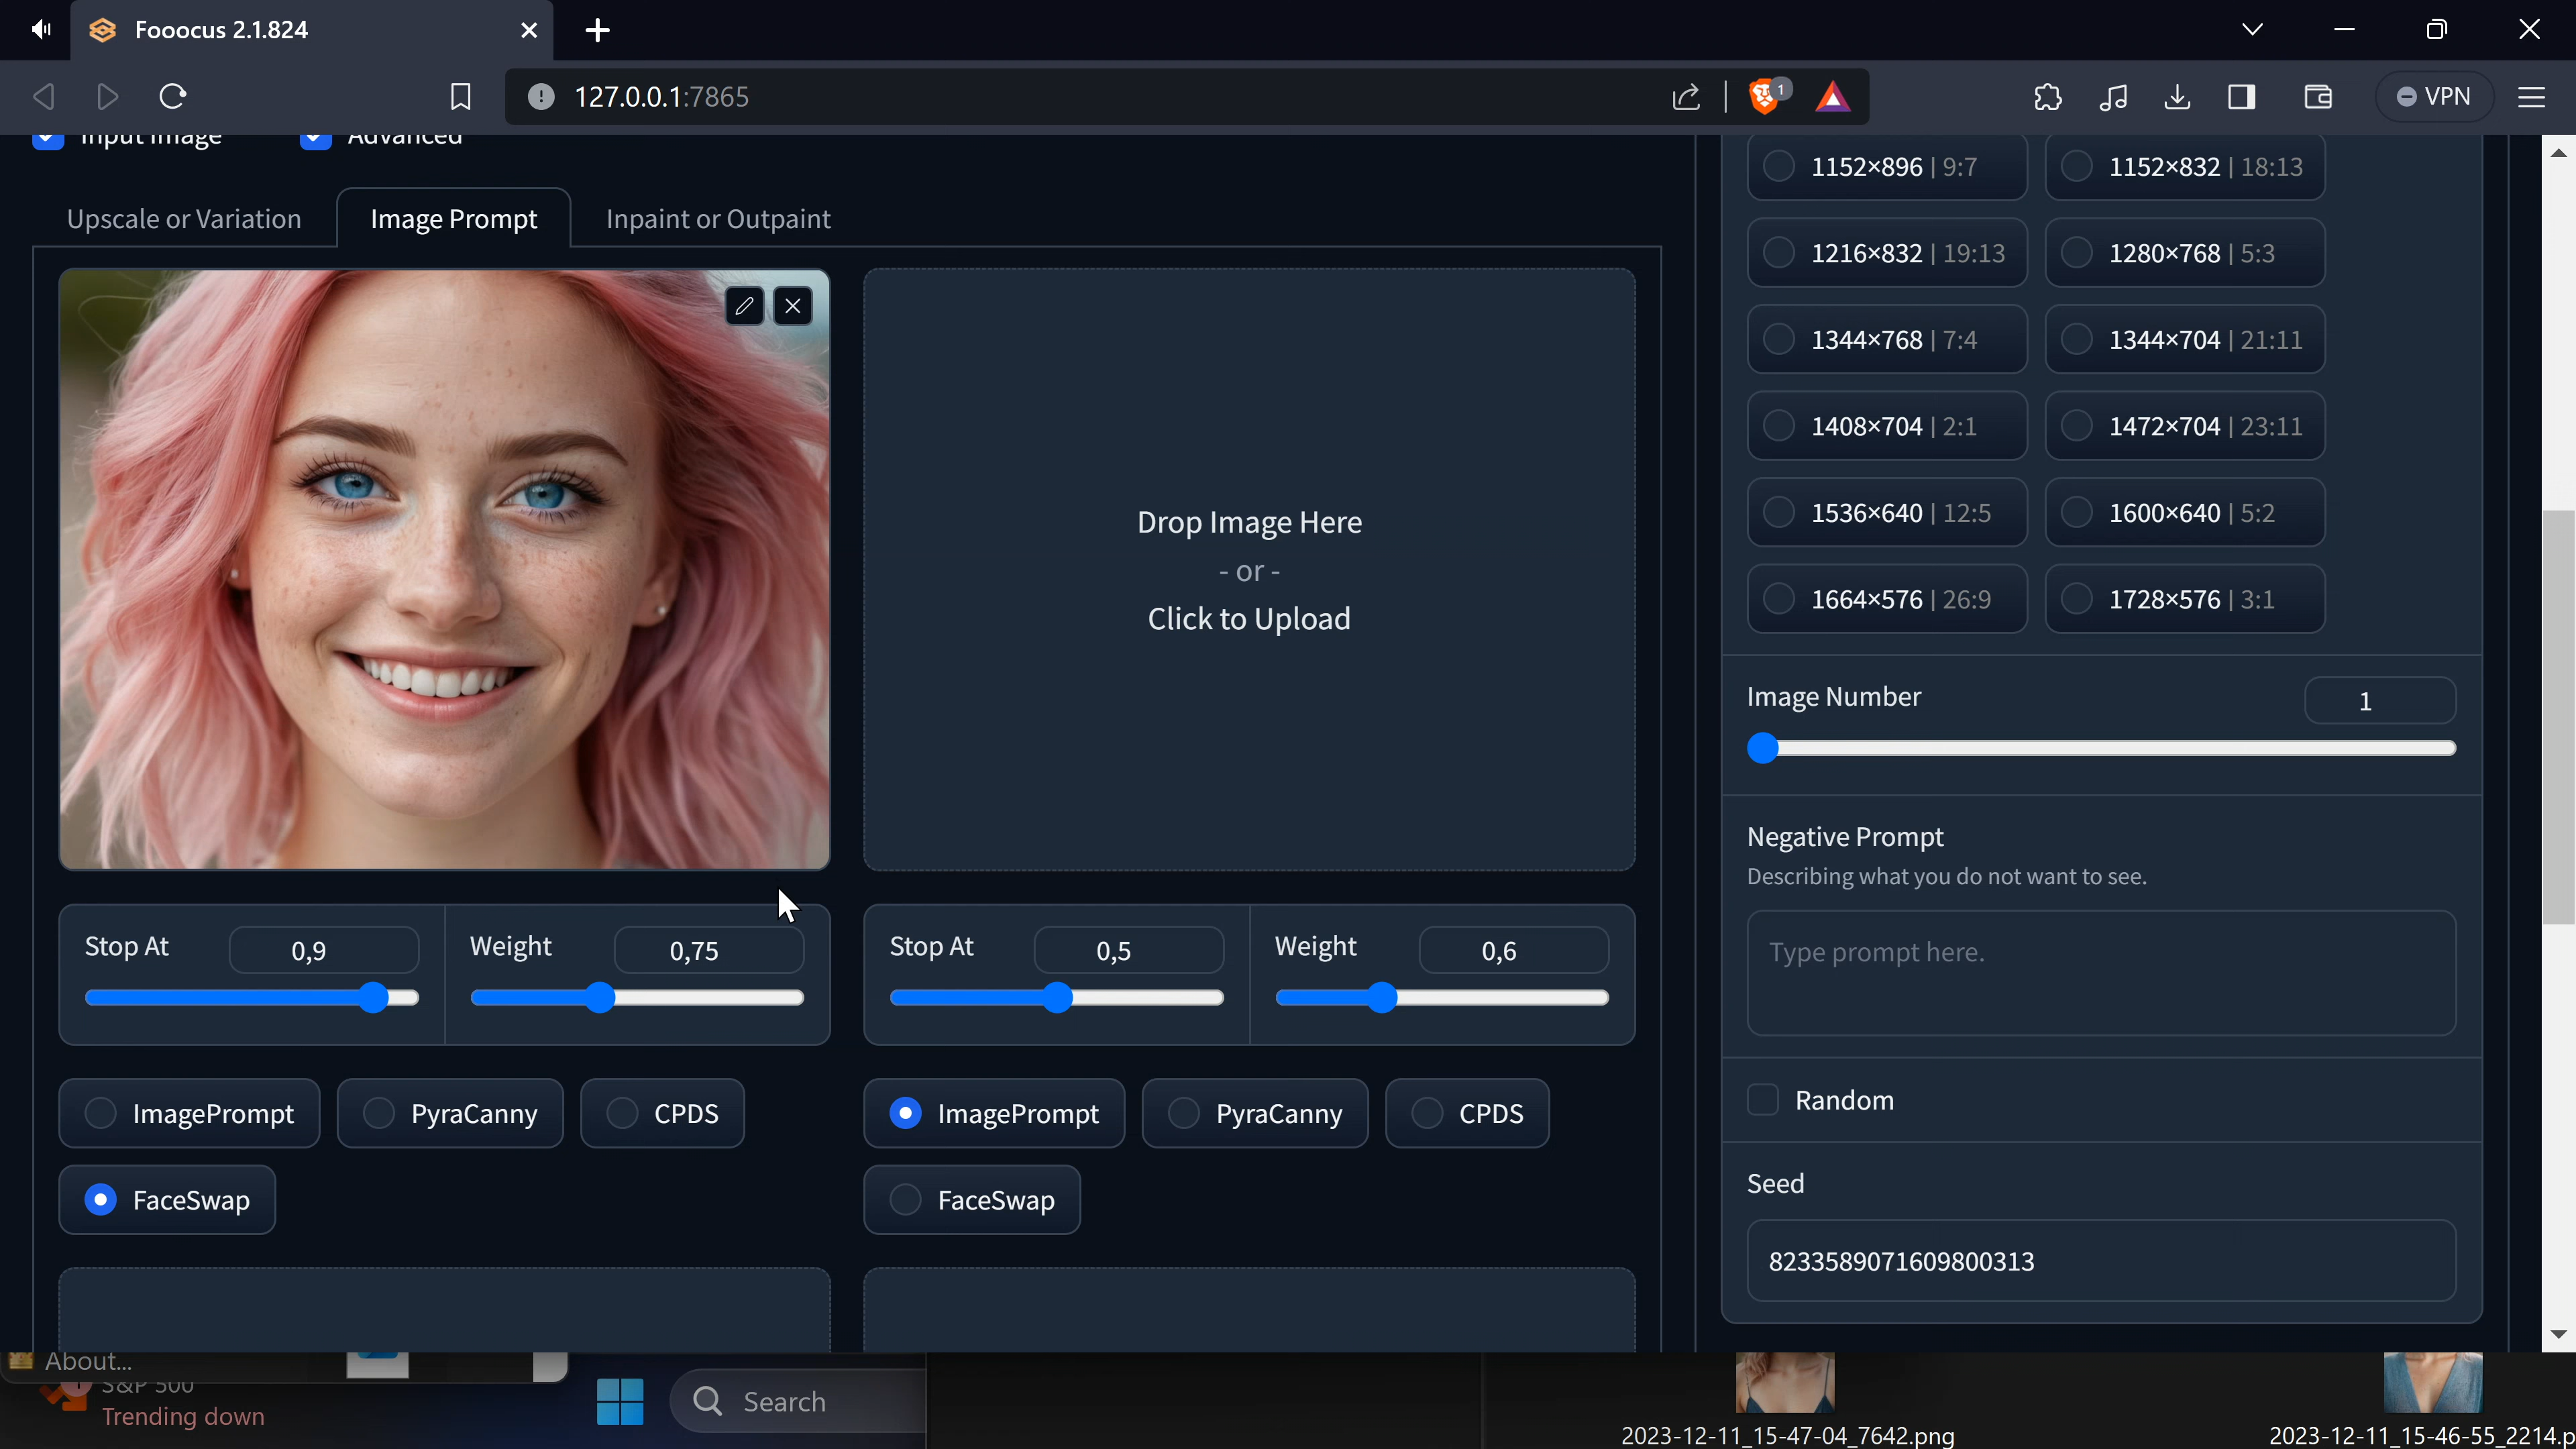 Fooocus 2.1.824
127.0.0.1:7865
1
VPN
Input Image
Advanced
Upscale or Variation
Image Prompt
Inpaint or Outpaint
Drop Image Here
- or -
Click to Upload
Stop At
0,9
Weight
0,75
Stop At
0,5
Weight
0,6
ImagePrompt
PyraCanny
CPDS
FaceSwap
ImagePrompt
PyraCanny
CPDS
FaceSwap
1152×896 | 9:7
1152×832 | 18:13
1216×832 | 19:13
1280×768 | 5:3
1344×768 | 7:4
1344×704 | 21:11
1408×704 | 2:1
1472×704 | 23:11
1536×640 | 12:5
1600×640 | 5:2
1664×576 | 26:9
1728×576 | 3:1
Image Number
1
Negative Prompt
Describing what you do not want to see.
Type prompt here.
Random
Seed
8233589071609800313
About...
S&P 500
Trending down
Search
2023-12-11_15-47-04_7642.png
2023-12-11_15-46-55_2214.p